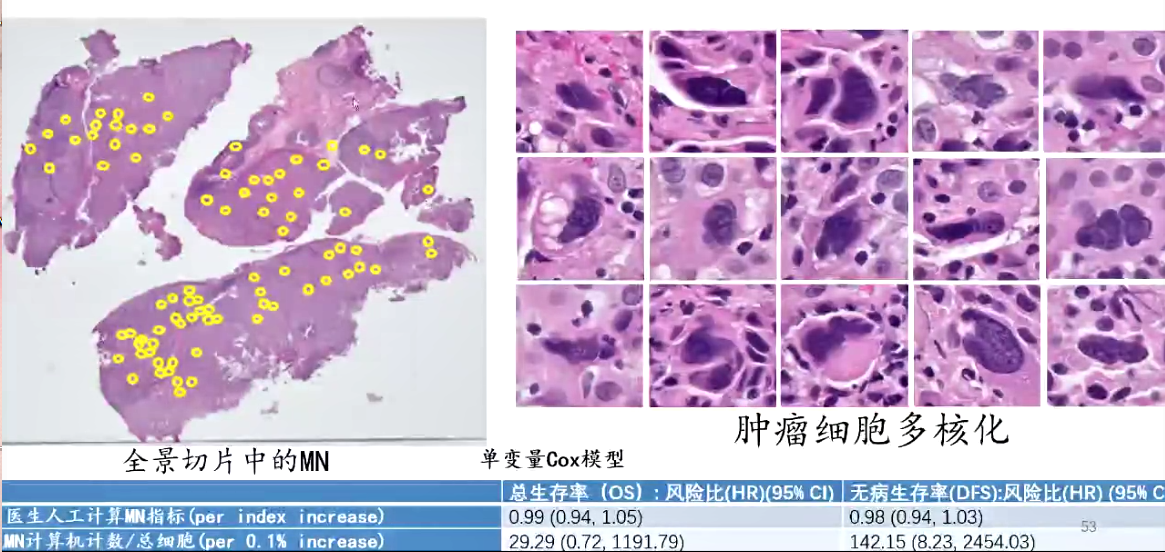 肿瘤细胞多核化
全景切片中的MN
单变量Cox模型
总生存率（OS）: 风险比(HR)(95% CI) 无病生存率(DFS):风险比(HR) (95% C
医生人工计算MN指标(per index increase) 0.99 (0.94, 1.05) 0.98 (0.94, 1.03)
53
MN计算机计数/总细胞(per 0.1% increase) 29.29 (0.72, 1191.79) 142.15 (8.23, 2454.03)